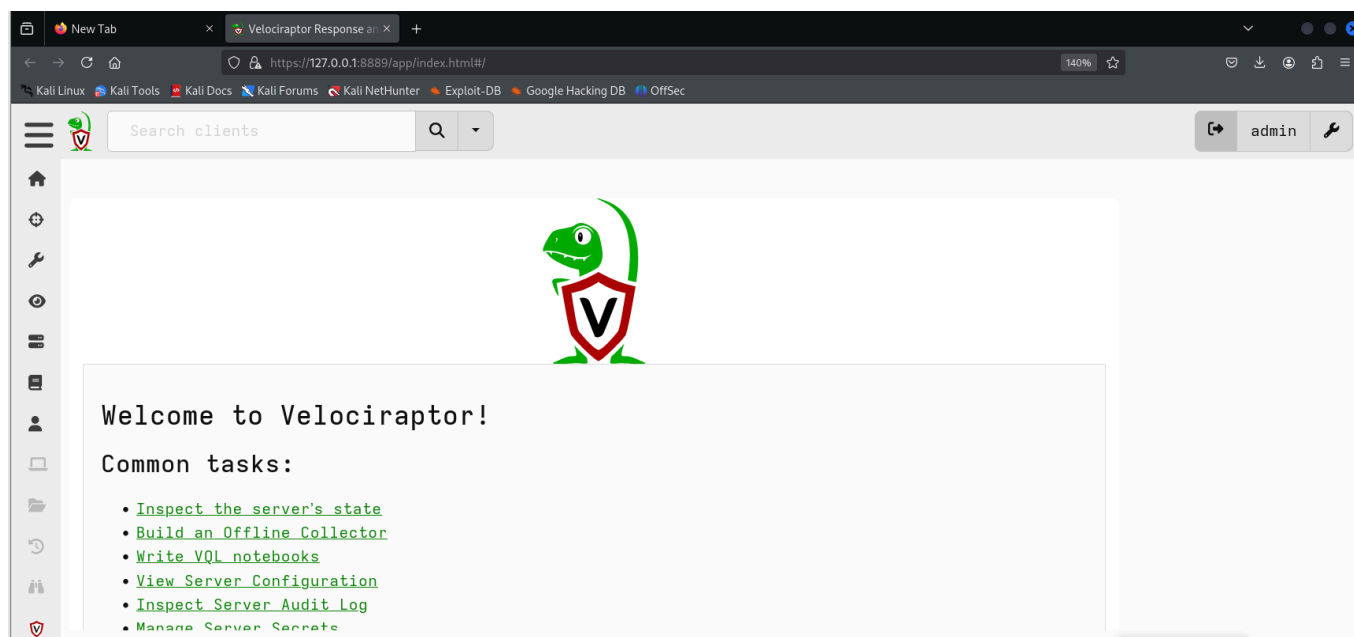 New Tab
Velociraptor Response an
https://127.0.0.1:8889/app/index.html#/
140%
Kali Linux Kali Tools Kali Docs Kali Forums Kali NetHunter Exploit-DB Google Hacking DB OffSec
Search clients
admin
V
Welcome to Velociraptor!
Common tasks:
Inspect the server's state
Build an Offline Collector
Write VQL notebooks
View Server Configuration
Inspect Server Audit Log
Manage Server Secrets